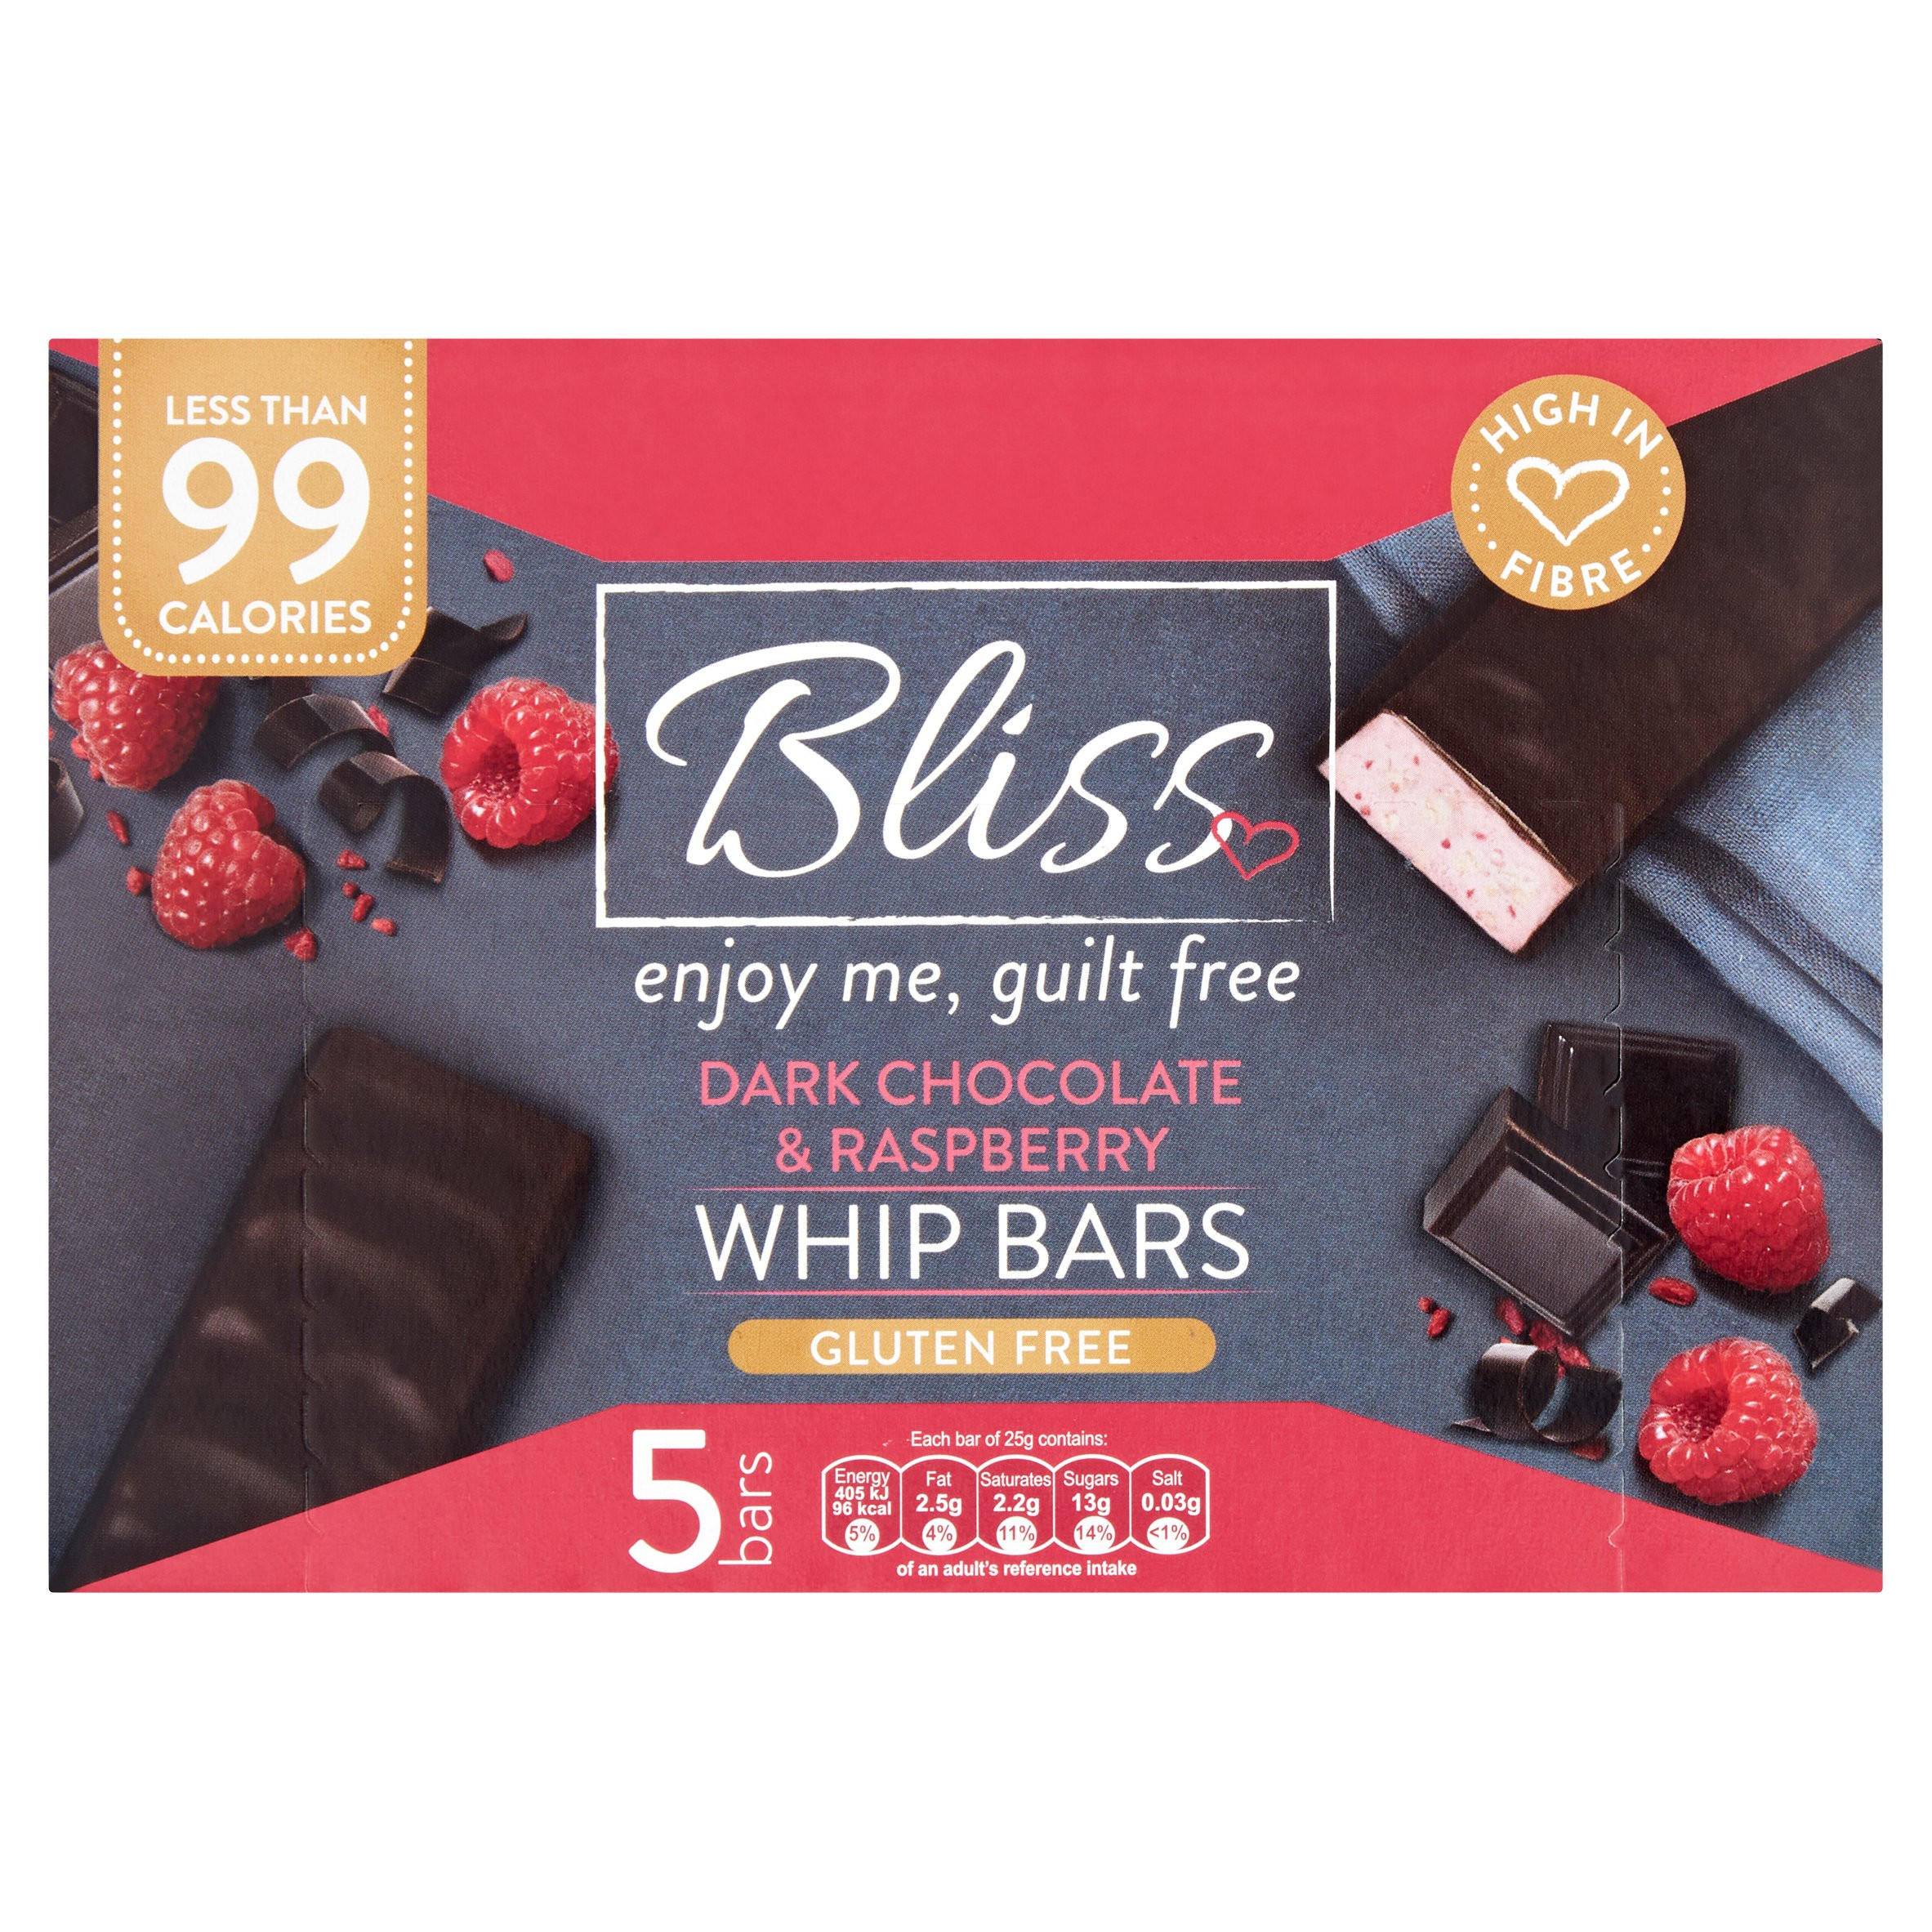 LESS THAN
99
CALORIES
HIGH IN
FIBRE
Bliss
enjoy me, guilt free
DARK CHOCOLATE
& RASPBERRY
WHIP BARS
GLUTEN FREE
5 bars
Each bar of 25g contains:
Energy 405 kJ 96 kcal 5%
Fat 2.5g 4%
Saturates 2.2g 11%
Sugars 13g 14%
Salt 0.03g <1%
of an adult's reference intake